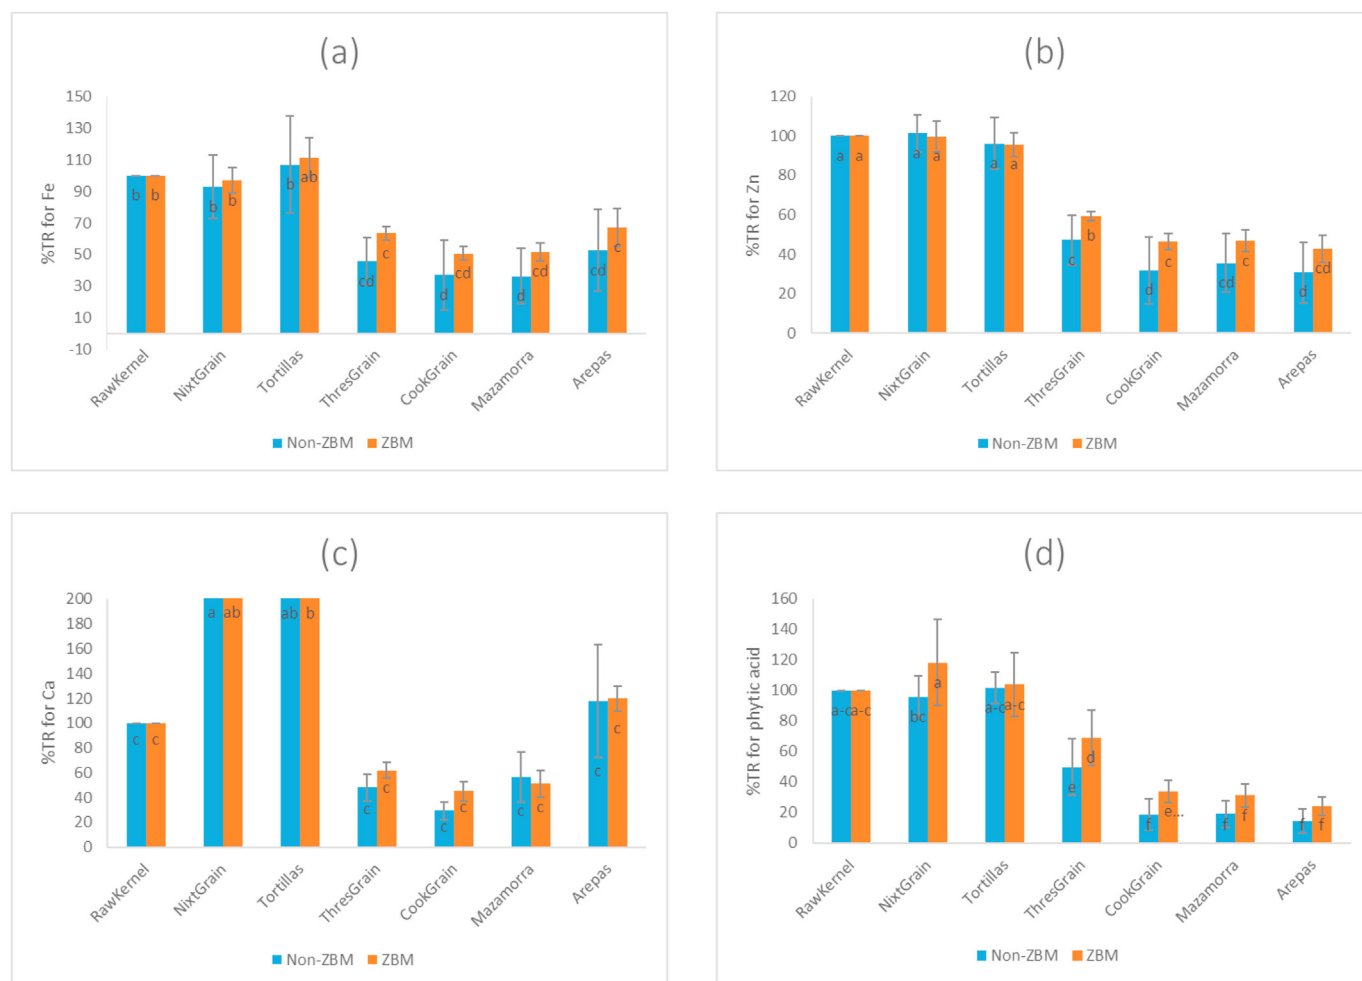 (a)
%TR for Fe
150
130
110
90
70
50
30
10
-10
b b b b b ab cd c d cd d cd cd c
RawKernel NixtGrain Tortillas ThresGrain CookGrain Mazamorra Arepas
Non-ZBM ZBM
(b)
%TR for Zn
120
100
80
60
40
20
0
a a a a a a c b d c cd c d cd
RawKernel NixtGrain Tortillas ThresGrain CookGrain Mazamorra Arepas
Non-ZBM ZBM
(c)
%TR for Ca
200
180
160
140
120
100
80
60
40
20
0
c c a ab ab b c c c c c c c c
RawKernel NixtGrain Tortillas ThresGrain CookGrain Mazamorra Arepas
Non-ZBM ZBM
(d)
%TR for phytic acid
160
140
120
100
80
60
40
20
0
a-c a-c bc a a-c a-c e d f e... f f f f
RawKernel NixtGrain Tortillas ThresGrain CookGrain Mazamorra Arepas
Non-ZBM ZBM